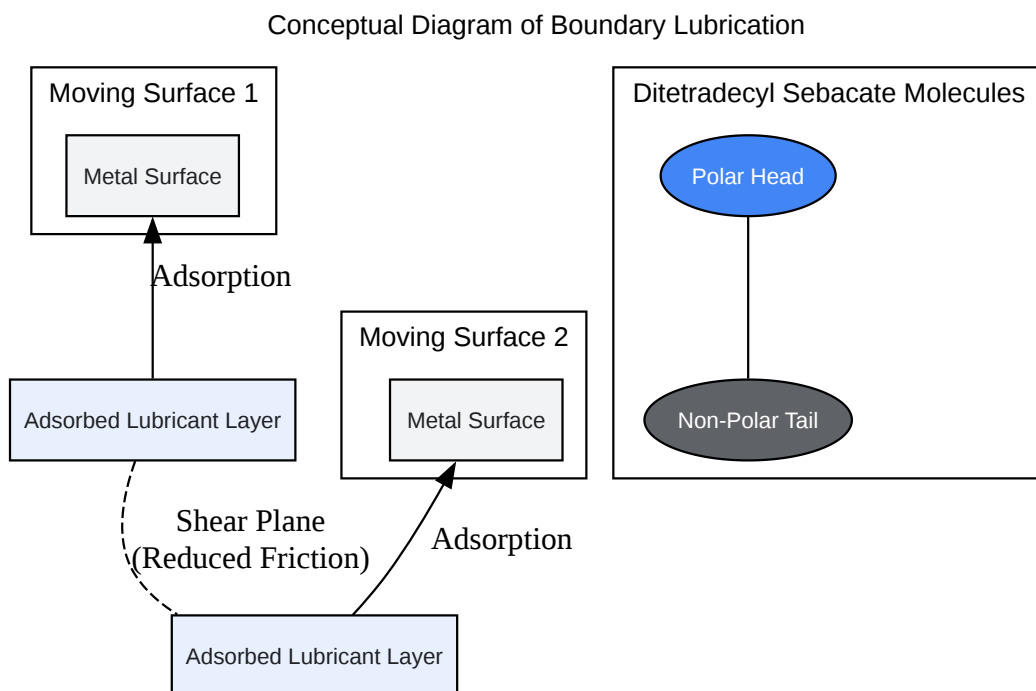 Conceptual Diagram of Boundary Lubrication
Moving Surface 1
Metal Surface
Adsorption
Adsorbed Lubricant Layer
Moving Surface 2
Metal Surface
Shear Plane
(Reduced Friction)
Adsorption
Adsorbed Lubricant Layer
Ditetradecyl Sebacate Molecules
Polar Head
Non-Polar Tail